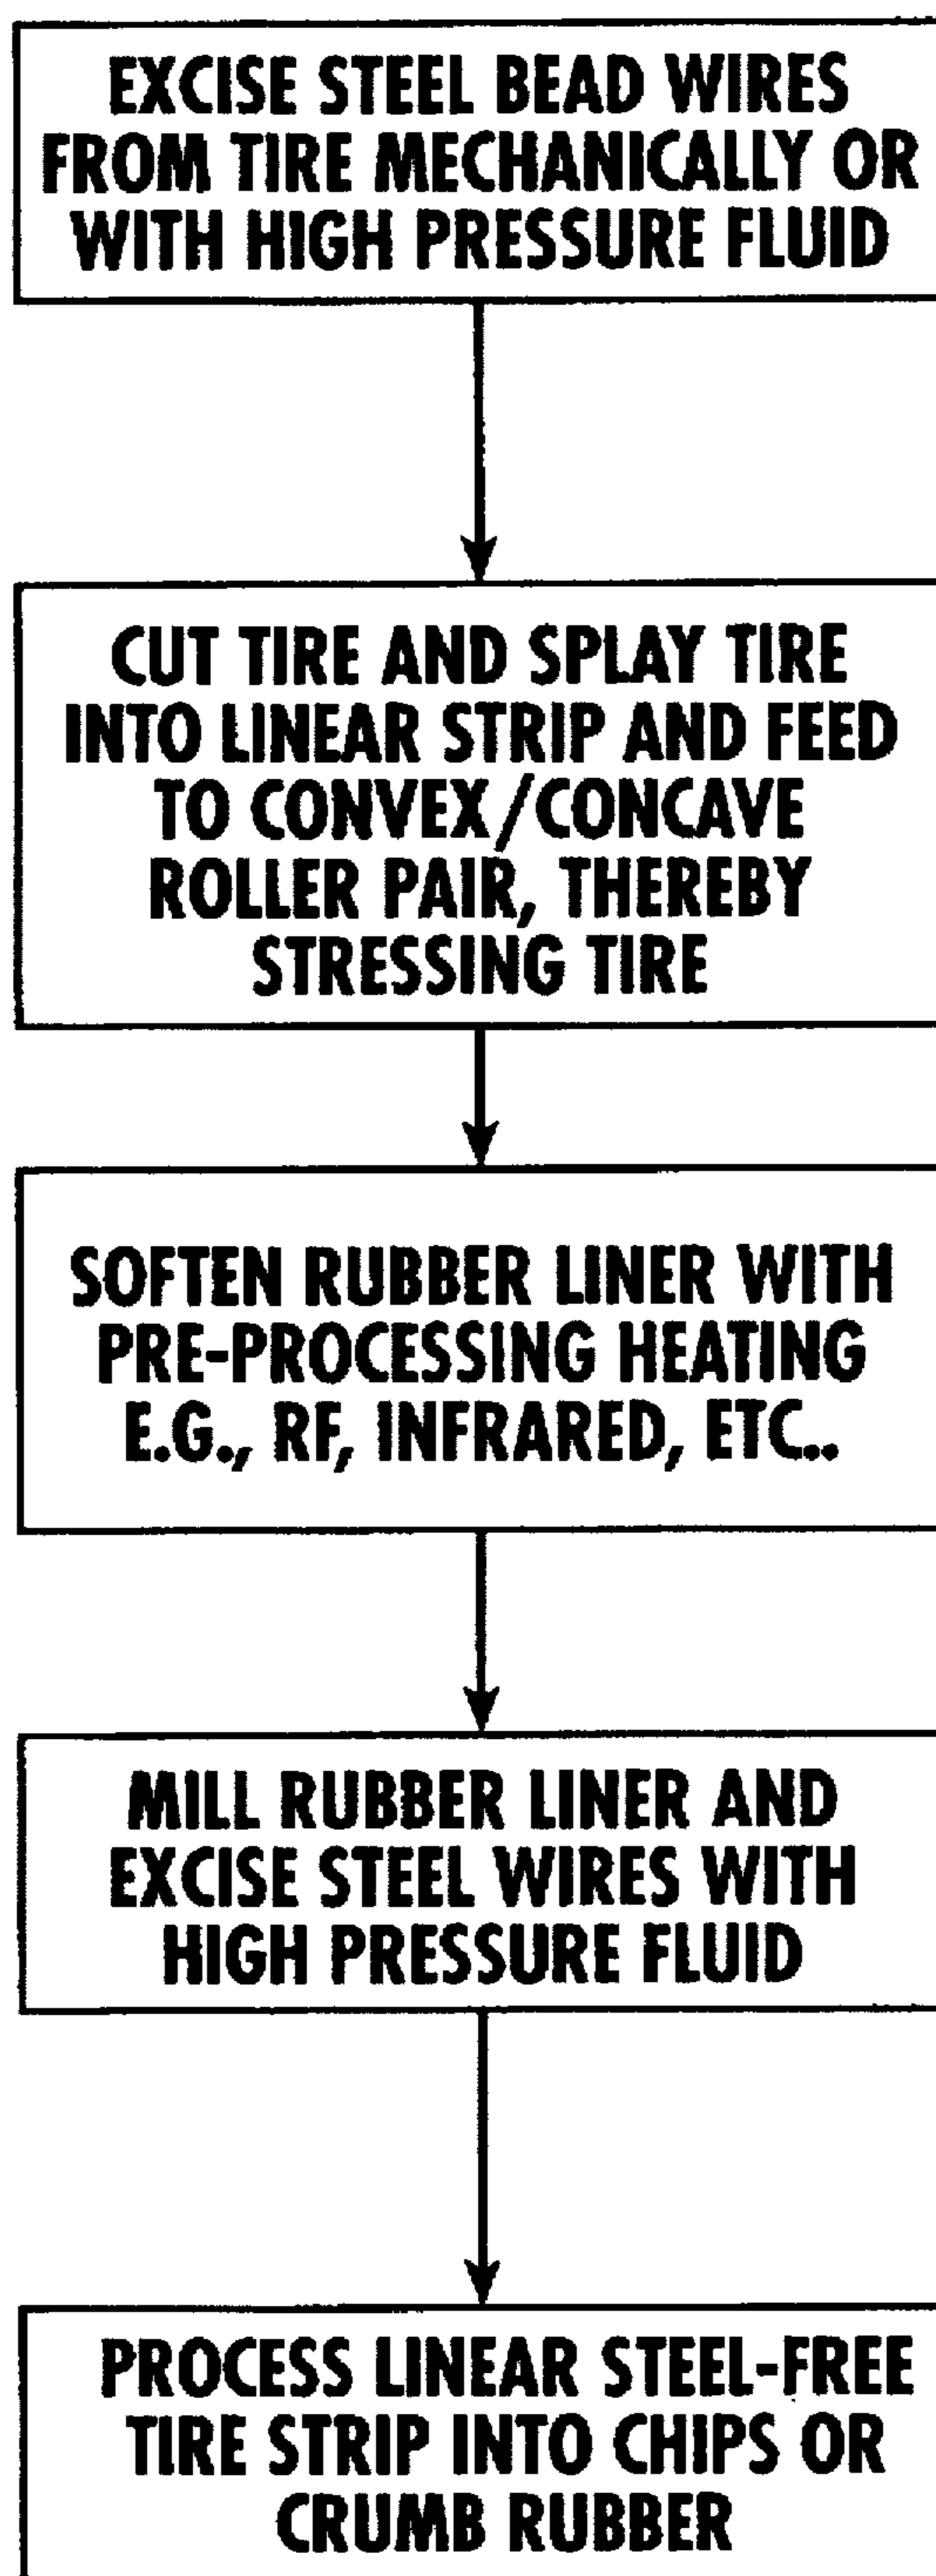 EXCISE STEEL BEAD WIRES
FROM TIRE MECHANICALLY OR
WITH HIGH PRESSURE FLUID
CUT TIRE AND SPLAY TIRE
INTO LINEAR STRIP AND FEED
TO CONVEX/CONCAVE
ROLLER PAIR, THEREBY
STRESSING TIRE
SOFTEN RUBBER LINER WITH
PRE-PROCESSING HEATING
E.G., RF, INFRARED, ETC..
MILL RUBBER LINER AND
EXCISE STEEL WIRES WITH
HIGH PRESSURE FLUID
PROCESS LINEAR STEEL-FREE
TIRE STRIP INTO CHIPS OR
CRUMB RUBBER